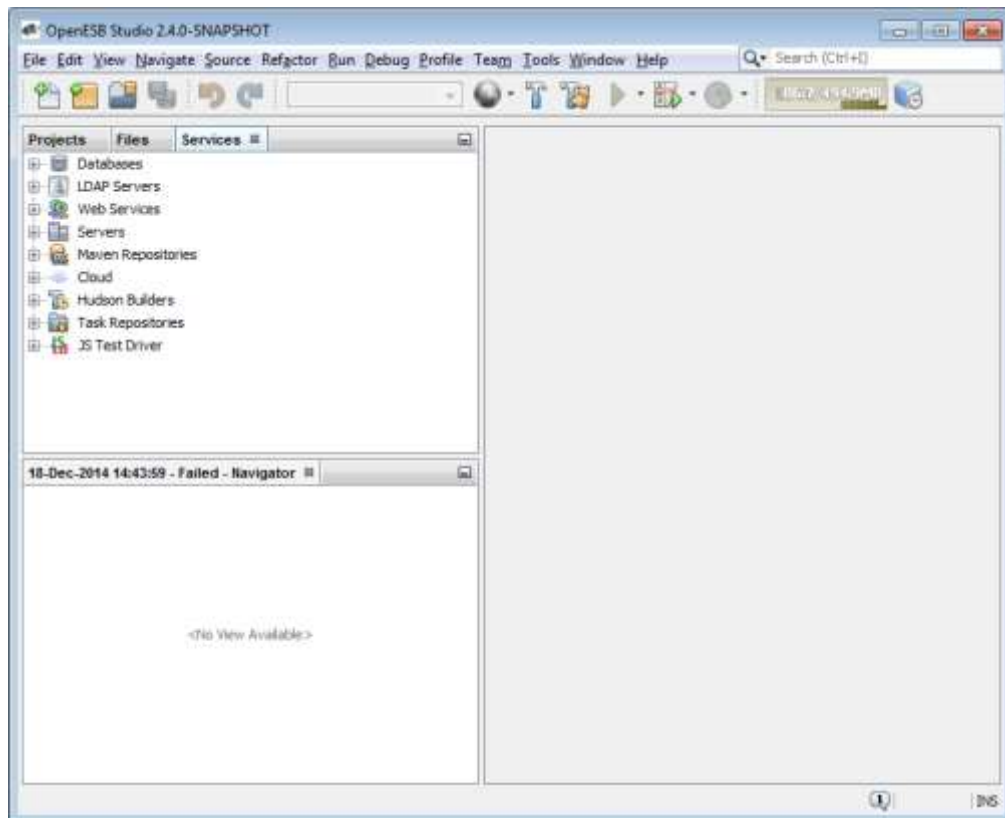 OpenESB Studio 2.4.0-SNAPSHOT
File Edit View Navigate Source Refactor Run Debug Profile Team Tools Window Help
Search (Ctrl+I)
Projects Files Services
Databases
LDAP Servers
Web Services
Servers
Maven Repositories
Cloud
Hudson Builders
Task Repositories
JS Test Driver
18-Dec-2014 14:43:59 - Failed - Navigator
<No View Available>
1 INS